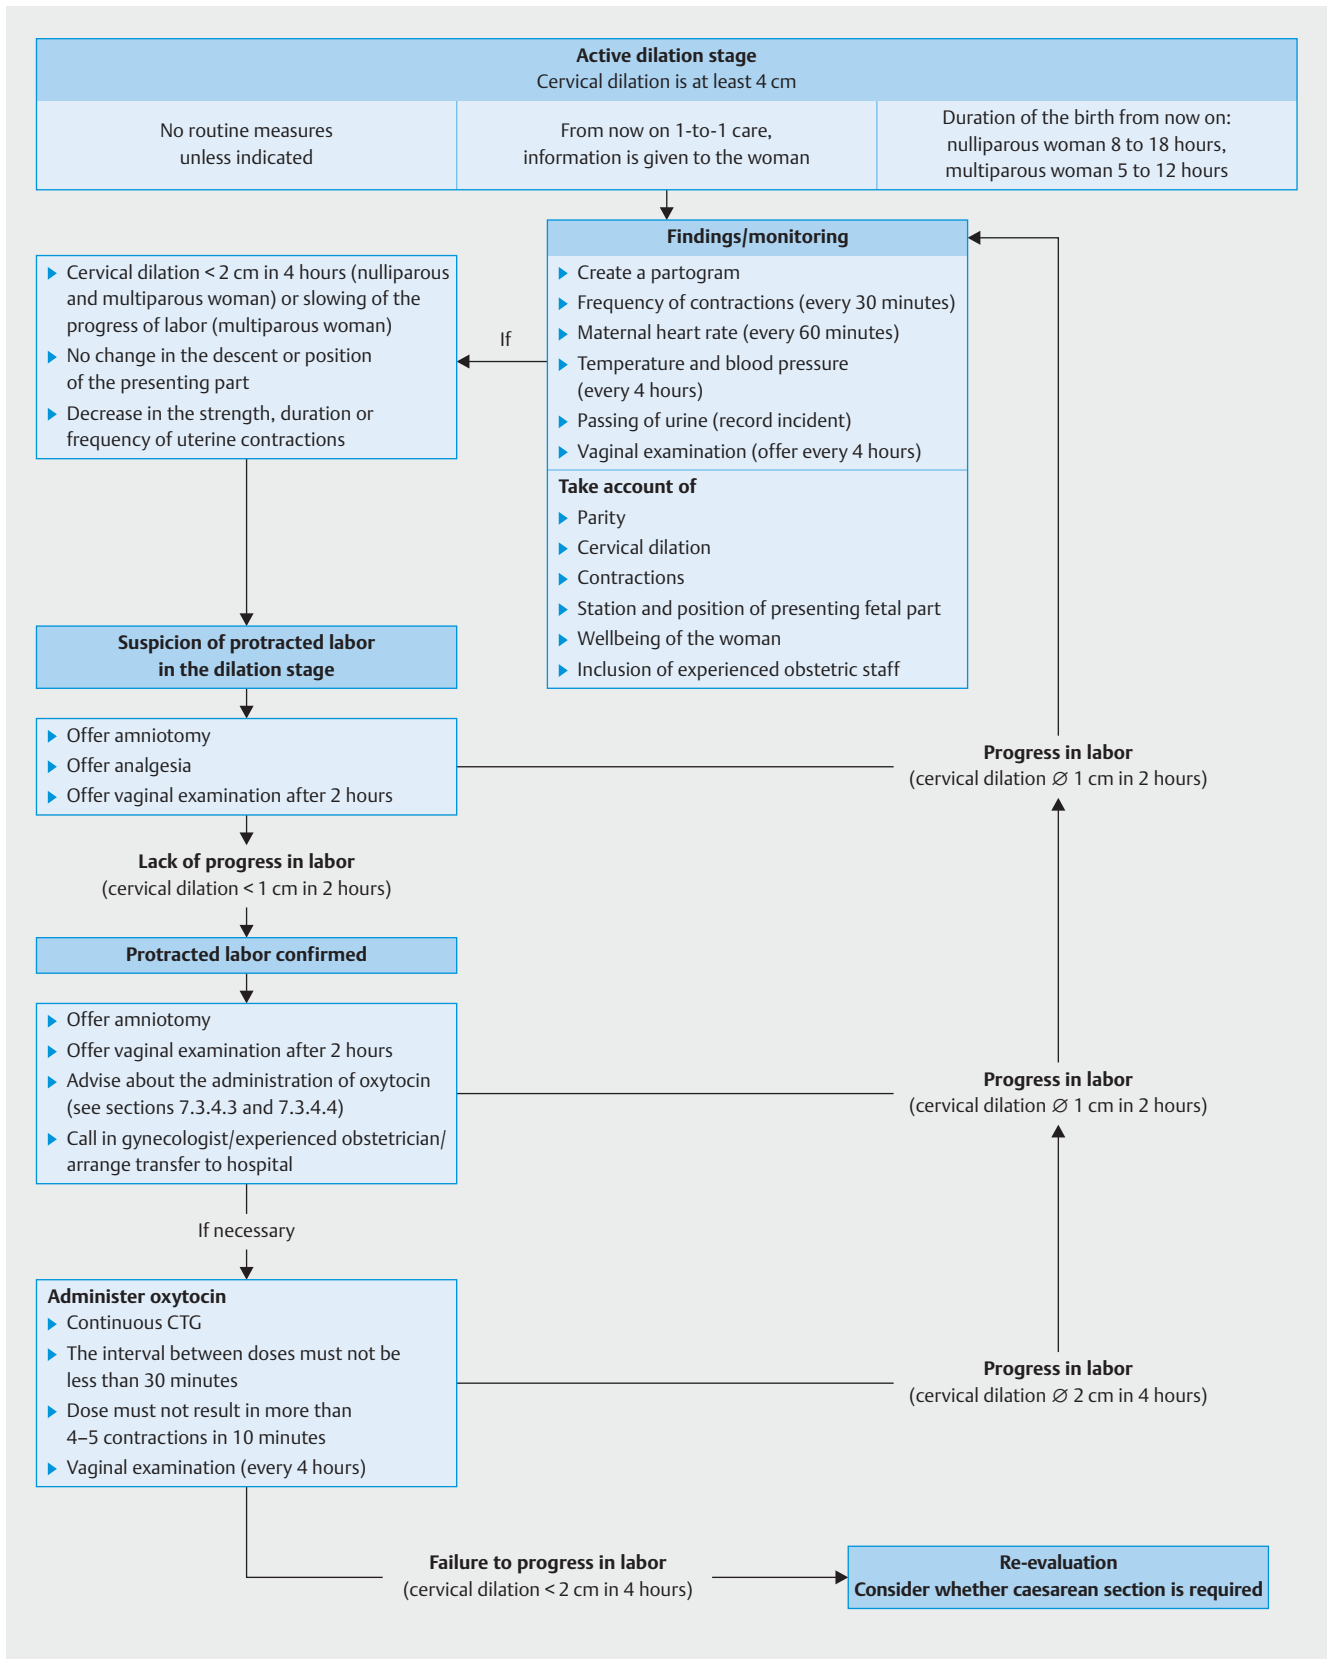 Active dilation stage
Cervical dilation is at least 4 cm
No routine measures
unless indicated
From now on 1-to-1 care,
information is given to the woman
Duration of the birth from now on:
nulliparous woman 8 to 18 hours,
multiparous woman 5 to 12 hours
Findings/monitoring
Create a partogram
Frequency of contractions (every 30 minutes)
Maternal heart rate (every 60 minutes)
Temperature and blood pressure
(every 4 hours)
Passing of urine (record incident)
Vaginal examination (offer every 4 hours)
Take account of
Parity
Cervical dilation
Contractions
Station and position of presenting fetal part
Wellbeing of the woman
Inclusion of experienced obstetric staff
If
Cervical dilation < 2 cm in 4 hours (nulliparous
and multiparous woman) or slowing of the
progress of labor (multiparous woman)
No change in the descent or position
of the presenting part
Decrease in the strength, duration or
frequency of uterine contractions
Suspicion of protracted labor
in the dilation stage
Offer amniotomy
Offer analgesia
Offer vaginal examination after 2 hours
Progress in labor
(cervical dilation ∅ 1 cm in 2 hours)
Lack of progress in labor
(cervical dilation < 1 cm in 2 hours)
Protracted labor confirmed
Offer amniotomy
Offer vaginal examination after 2 hours
Advise about the administration of oxytocin
(see sections 7.3.4.3 and 7.3.4.4)
Call in gynecologist/experienced obstetrician/
arrange transfer to hospital
Progress in labor
(cervical dilation ∅ 1 cm in 2 hours)
If necessary
Administer oxytocin
Continuous CTG
The interval between doses must not be
less than 30 minutes
Dose must not result in more than
4–5 contractions in 10 minutes
Vaginal examination (every 4 hours)
Progress in labor
(cervical dilation ∅ 2 cm in 4 hours)
Failure to progress in labor
(cervical dilation < 2 cm in 4 hours)
Re-evaluation
Consider whether caesarean section is required